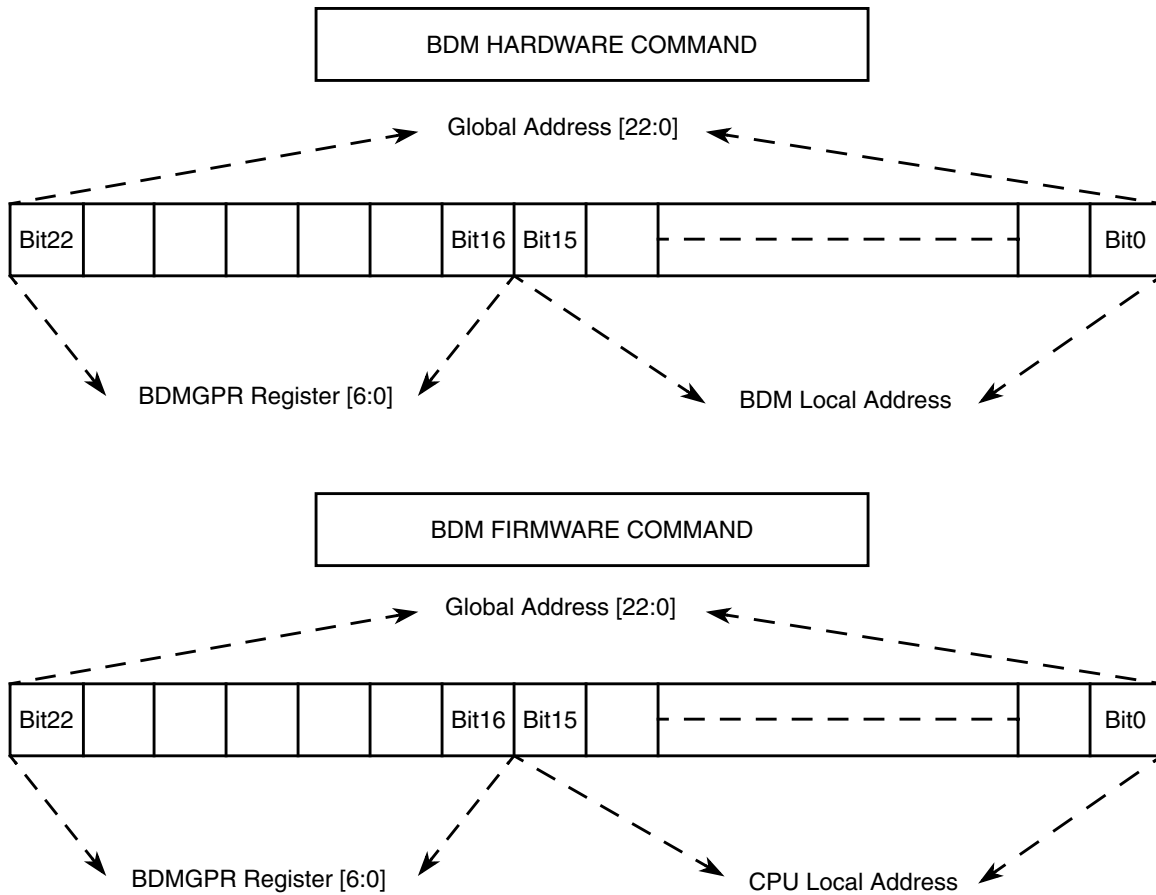 BDM HARDWARE COMMAND
Global Address [22:0]
Bit22 Bit16 Bit15 Bit0
BDMGPR Register [6:0] BDM Local Address
BDM FIRMWARE COMMAND
Global Address [22:0]
Bit22 Bit16 Bit15 Bit0
BDMGPR Register [6:0] CPU Local Address